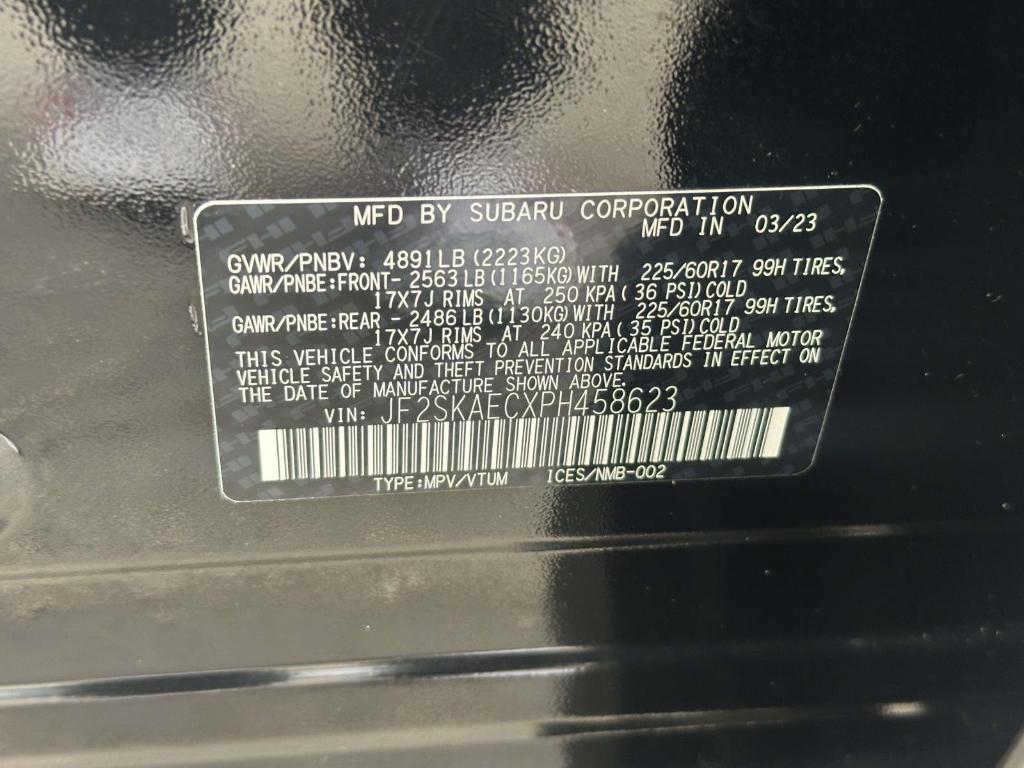 MFD BY SUBARU CORPORATION
MFD IN 03/23
GVWR/PNBV: 4891LB(2223KG)
GAWR/PNBE:FRONT- 2563LB(1165KG)WITH 225/60R17 99H TIRES,
17X7J RIMS AT 250 KPA( 36 PSI)COLD
GAWR/PNBE:REAR - 2486LB(1130KG)WITH 225/60R17 99H TIRES,
17X7J RIMS AT 240 KPA( 35 PSI)COLD
THIS VEHICLE CONFORMS TO ALL APPLICABLE FEDERAL MOTOR
VEHICLE SAFETY AND THEFT PREVENTION STANDARDS IN EFFECT ON
THE DATE OF MANUFACTURE SHOWN ABOVE.
VIN: JF2SKAECXPH458623
TYPE:MPV/VTUM ICES/NMB-002